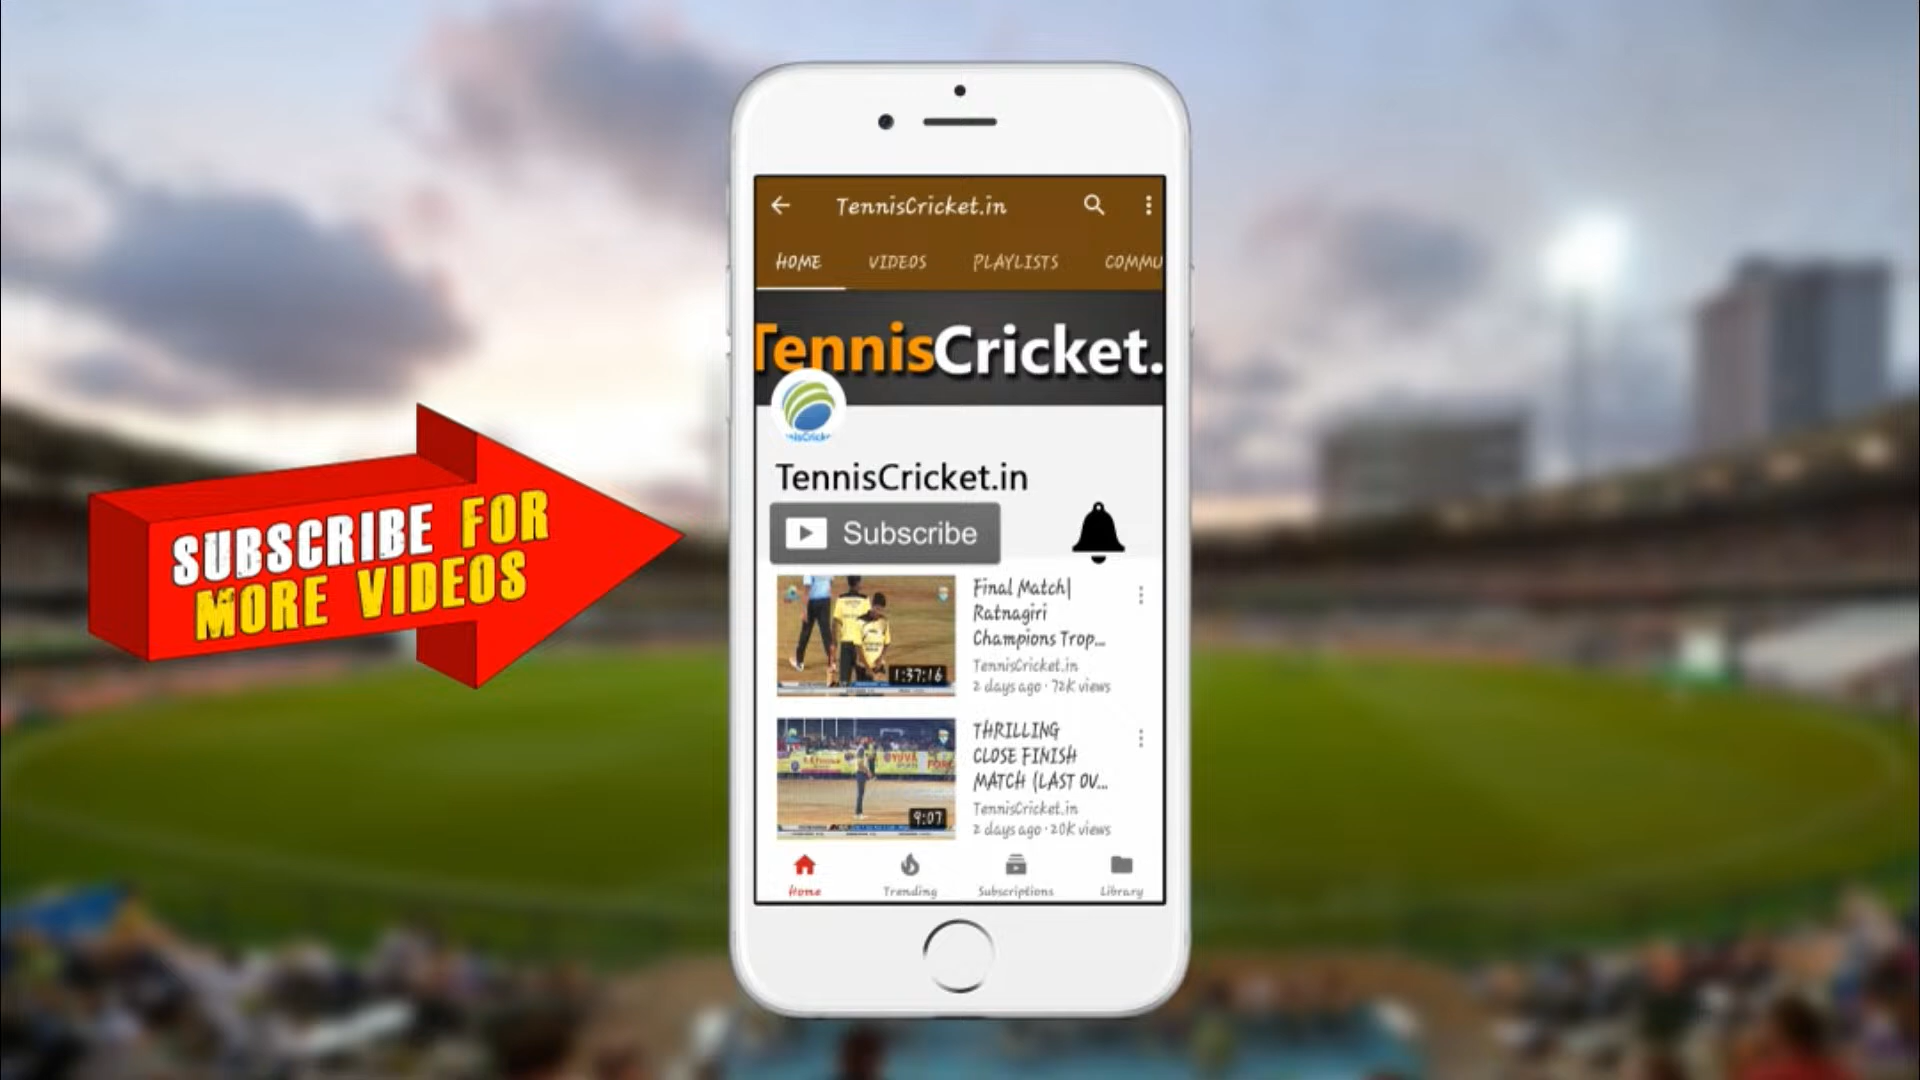 SUBSCRIBE FOR
MORE VIDEOS
TennisCricket.in
HOME VIDEOS PLAYLISTS COMMU
TennisCricket.
TennisCricket.in
Subscribe
Final Match|
Ratnagiri
Champions Trop...
TennisCricket.in
2 days ago · 72K views
1:37:16
THRILLING
CLOSE FINISH
MATCH (LAST OV...
TennisCricket.in
2 days ago · 20K views
YUVA
9:07
Home Trending Subscriptions Library